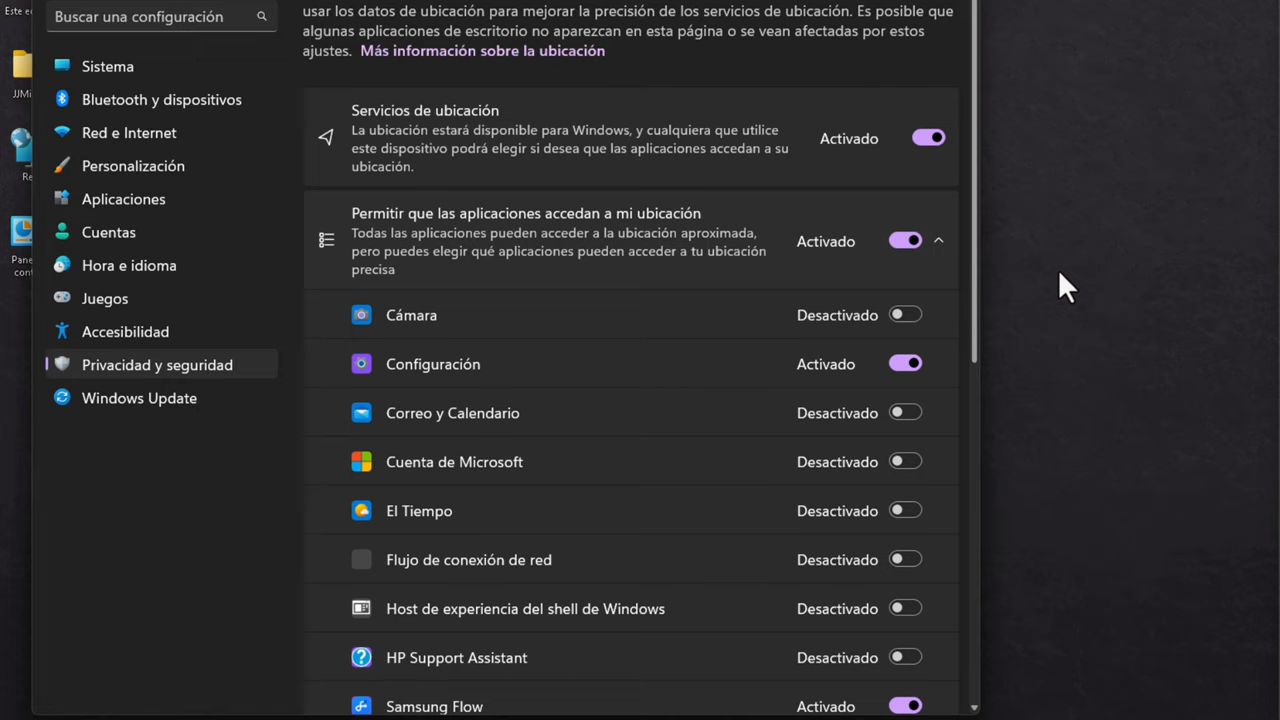 Este e
JJMi
Re
Pane
cont
Buscar una configuración
Sistema
Bluetooth y dispositivos
Red e Internet
Personalización
Aplicaciones
Cuentas
Hora e idioma
Juegos
Accesibilidad
Privacidad y seguridad
Windows Update
usar los datos de ubicación para mejorar la precisión de los servicios de ubicación. Es posible que
algunas aplicaciones de escritorio no aparezcan en esta página o se vean afectadas por estos
ajustes. Más información sobre la ubicación
Servicios de ubicación
La ubicación estará disponible para Windows, y cualquiera que utilice
este dispositivo podrá elegir si desea que las aplicaciones accedan a su
ubicación.
Activado
Permitir que las aplicaciones accedan a mi ubicación
Todas las aplicaciones pueden acceder a la ubicación aproximada,
pero puedes elegir qué aplicaciones pueden acceder a tu ubicación
precisa
Activado
Cámara Desactivado
Configuración Activado
Correo y Calendario Desactivado
Cuenta de Microsoft Desactivado
El Tiempo Desactivado
Flujo de conexión de red Desactivado
Host de experiencia del shell de Windows Desactivado
HP Support Assistant Desactivado
Samsung Flow Activado